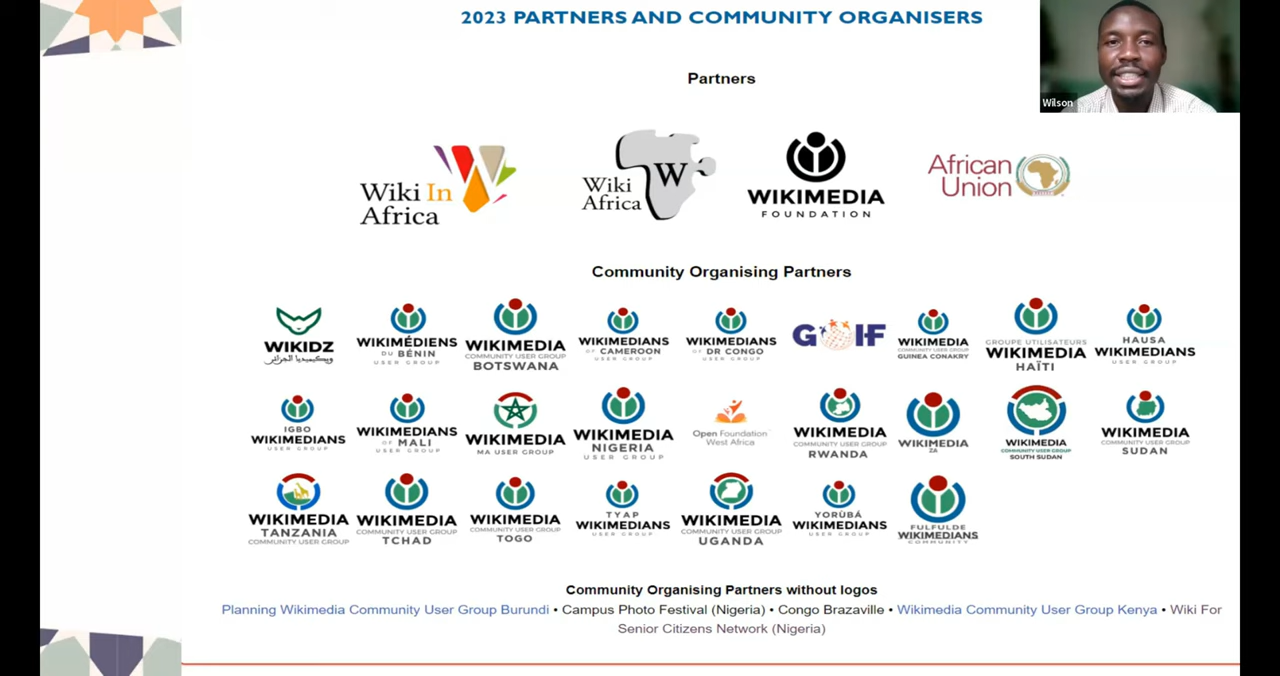 2023 PARTNERS AND COMMUNITY ORGANISERS
Wilson
Partners
Wiki In
Africa
Wiki
Africa
W
WIKIMEDIA
FOUNDATION
African
Union
Community Organising Partners
WIKIDZ
ويكيميديا الجزائر
WIKIMÉDIENS
DU BÉNIN
USER GROUP
WIKIMEDIA
COMMUNITY USER GROUP
BOTSWANA
WIKIMEDIANS
OF CAMEROON
USER GROUP
WIKIMEDIANS
OF DR CONGO
USER GROUP
WIKIMEDIA
COMMUNITY USER GROUP
GUINEA CONAKRY
GROUPE UTILISATEURS
WIKIMEDIA
HAÏTI
HAUSA
WIKIMEDIANS
USER GROUP
IGBO
WIKIMEDIANS
USER GROUP
WIKIMEDIANS
OF MALI
USER GROUP
WIKIMEDIA
MA USER GROUP
WIKIMEDIA
NIGERIA
USER GROUP
Open Foundation
West Africa
WIKIMEDIA
COMMUNITY USER GROUP
RWANDA
WIKIMEDIA
ZA
WIKIMEDIA
COMMUNITY USER GROUP
SOUTH SUDAN
WIKIMEDIA
COMMUNITY USER GROUP
SUDAN
WIKIMEDIA
TANZANIA
COMMUNITY USER GROUP
WIKIMEDIA
COMMUNITY USER GROUP
TCHAD
WIKIMEDIA
COMMUNITY USER GROUP
TOGO
TYAP
WIKIMEDIANS
USER GROUP
WIKIMEDIA
COMMUNITY USER GROUP
UGANDA
YORÙBÁ
WIKIMEDIANS
USER GROUP
FULFULDE
WIKIMEDIANS
COMMUNITY
Community Organising Partners without logos
Planning Wikimedia Community User Group Burundi • Campus Photo Festival (Nigeria) • Congo Brazaville • Wikimedia Community User Group Kenya • Wiki For
Senior Citizens Network (Nigeria)